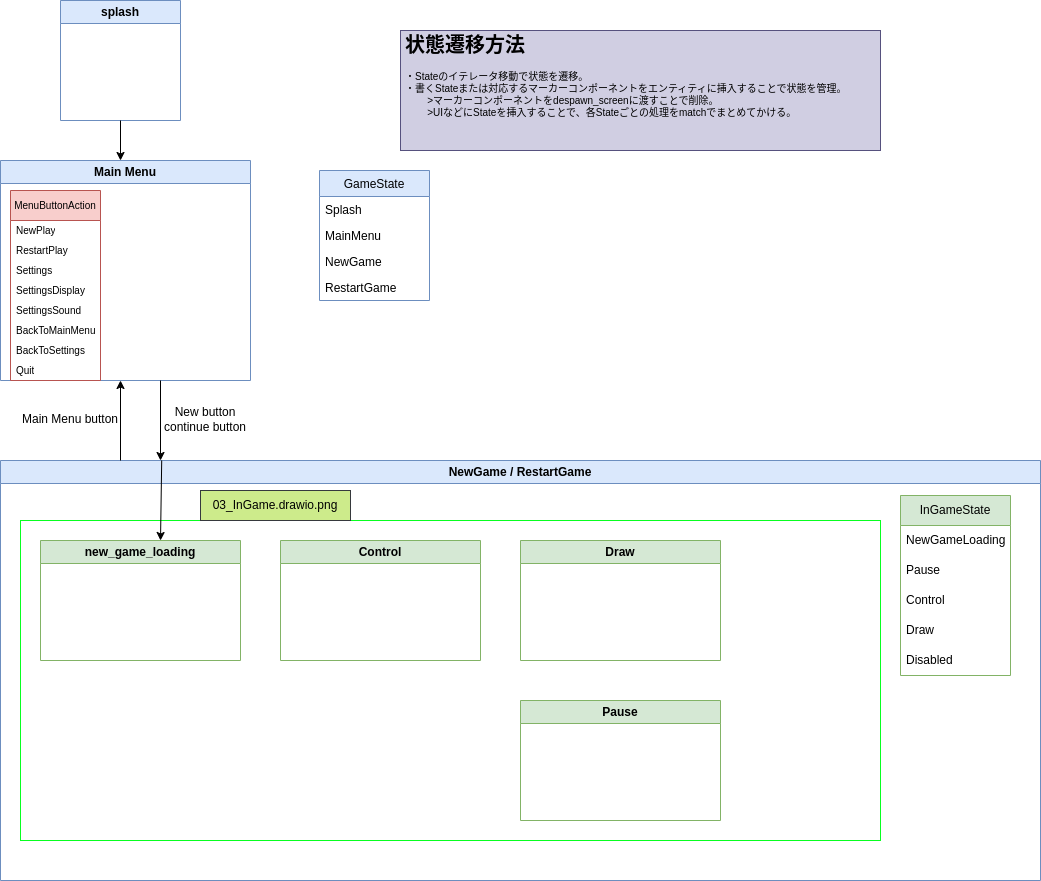 splash
状態遷移方法
・Stateのイテレータ移動で状態を遷移。
・書くStateまたは対応するマーカーコンポーネントをエンティティに挿入することで状態を管理。
>マーカーコンポーネントをdespawn_screenに渡すことで削除。
>UIなどにStateを挿入することで、各Stateごとの処理をmatchでまとめてかける。
Main Menu
MenuButtonAction
NewPlay
RestartPlay
Settings
SettingsDisplay
SettingsSound
BackToMainMenu
BackToSettings
Quit
GameState
Splash
MainMenu
NewGame
RestartGame
Main Menu button
New button
continue button
NewGame / RestartGame
03_InGame.drawio.png
new_game_loading
Control
Draw
Pause
InGameState
NewGameLoading
Pause
Control
Draw
Disabled